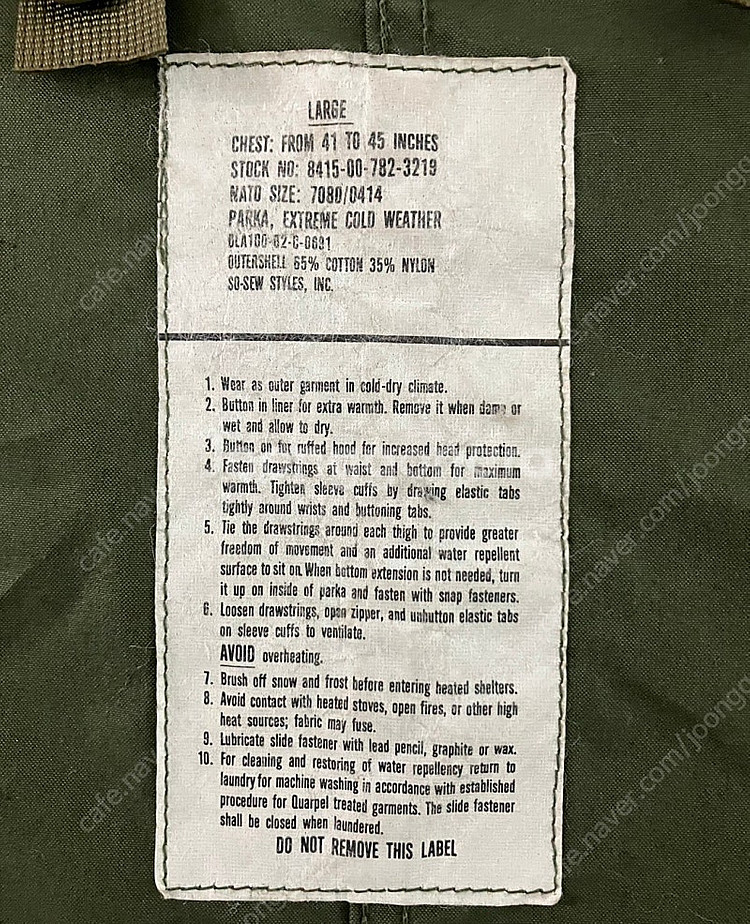 LARGE
CHEST: FROM 41 TO 45 INCHES
STOCK NO: 8415-00-782-3219
NATO SIZE: 7080/0414
PARKA, EXTREME COLD WEATHER
DLA100-82-C-0691
OUTERSHELL 65% COTTON 35% NYLON
SO-SEW STYLES, INC.
1. Wear as outer garment in cold-dry climate.
2. Button in liner for extra warmth. Remove it when damp or
wet and allow to dry.
3. Button on fur ruffed hood for increased head protection.
4. Fasten drawstrings at waist and bottom for maximum
warmth. Tighten sleeve cuffs by drawing elastic tabs
tightly around wrists and buttoning tabs.
5. Tie the drawstrings around each thigh to provide greater
freedom of movement and an additional water repellent
surface to sit on. When bottom extension is not needed, turn
it up on inside of parka and fasten with snap fasteners.
6. Loosen drawstrings, open zipper, and unbutton elastic tabs
on sleeve cuffs to ventilate.
AVOID overheating.
7. Brush off snow and frost before entering heated shelters.
8. Avoid contact with heated stoves, open fires, or other high
heat sources; fabric may fuse.
9. Lubricate slide fastener with lead pencil, graphite or wax.
10. For cleaning and restoring of water repellency return to
laundry for machine washing in accordance with established
procedure for Quarpel treated garments. The slide fastener
shall be closed when laundered.
DO NOT REMOVE THIS LABEL
cafe.naver.com/joongo